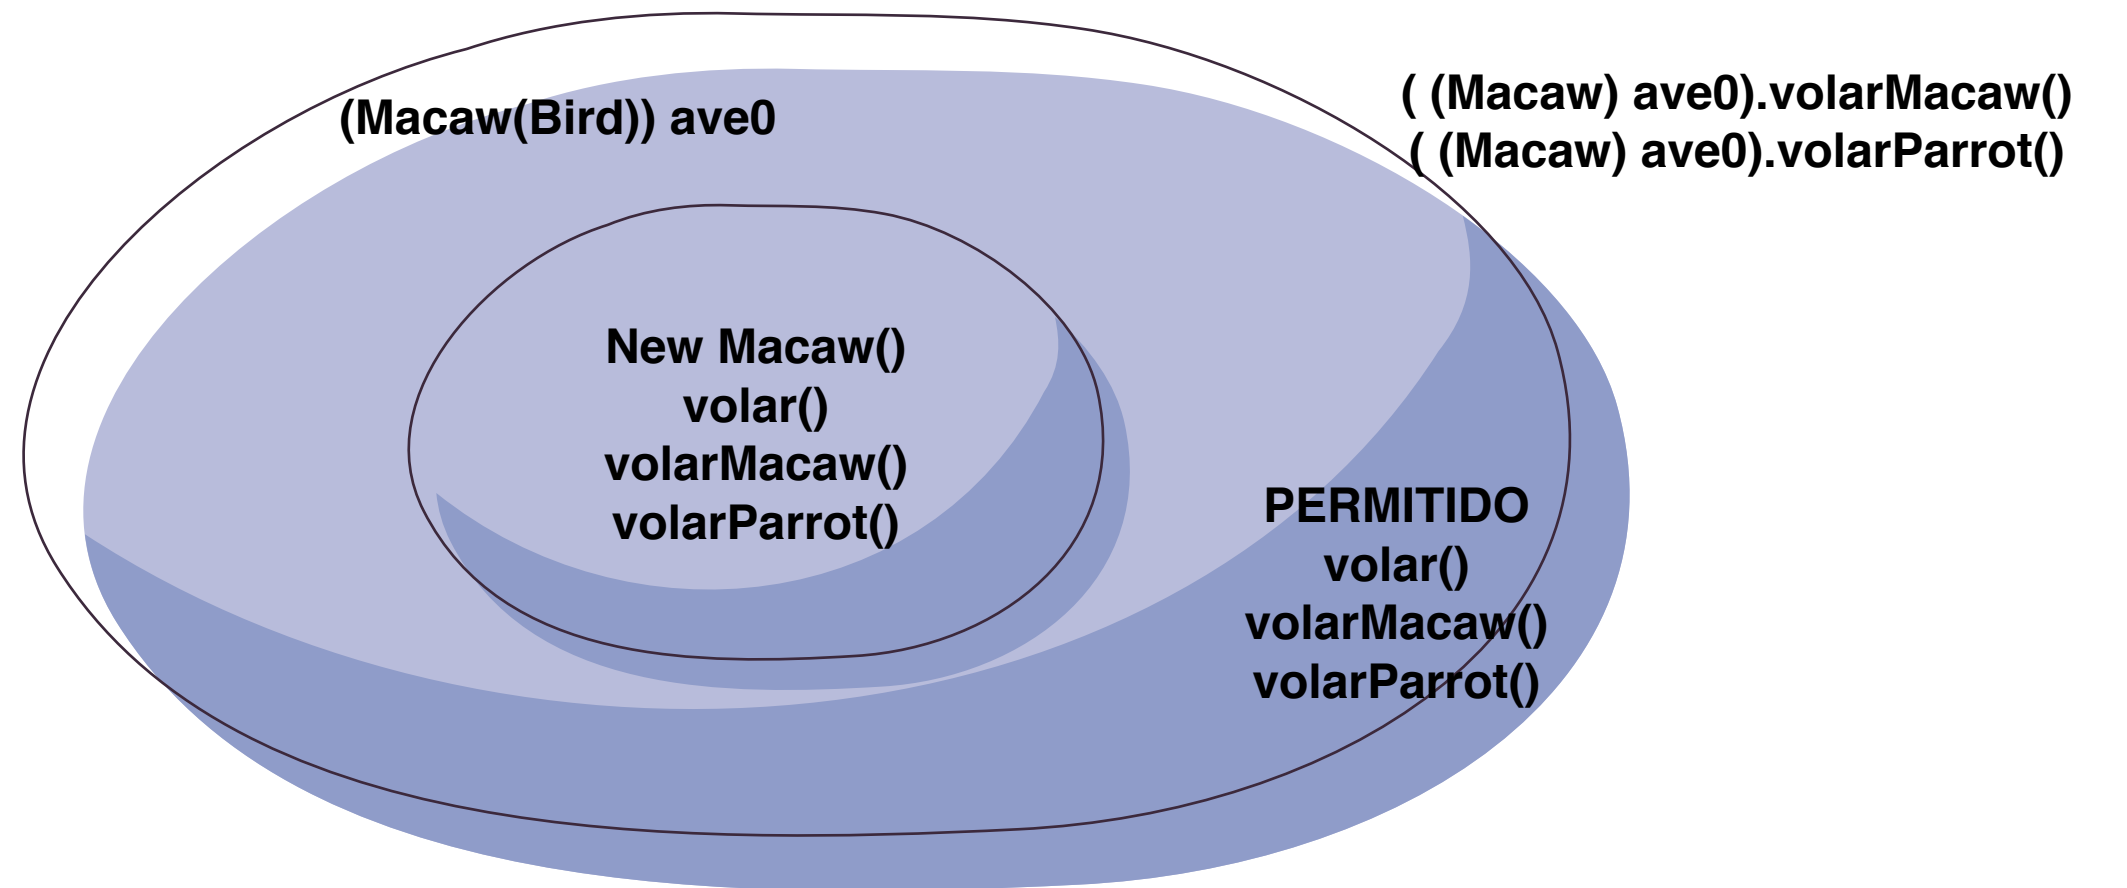 (Macaw(Bird)) ave0
( (Macaw) ave0).volarMacaw()
( (Macaw) ave0).volarParrot()
New Macaw()
volar()
volarMacaw()
volarParrot()
PERMITIDO
volar()
volarMacaw()
volarParrot()